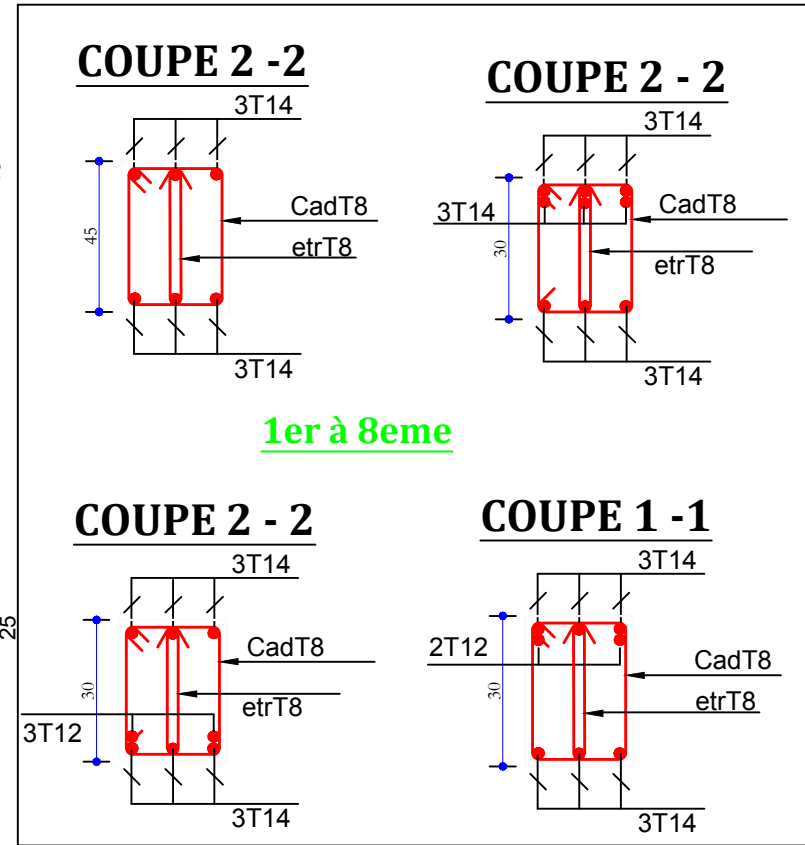 COUPE 2 -2
3T14
45
CadT8
etrT8
3T14
COUPE 2 - 2
3T14
3T14
30
CadT8
etrT8
3T14
1er à 8eme
25
COUPE 2 - 2
3T14
30
CadT8
etrT8
3T12
3T14
COUPE 1 -1
3T14
2T12
30
CadT8
etrT8
3T14